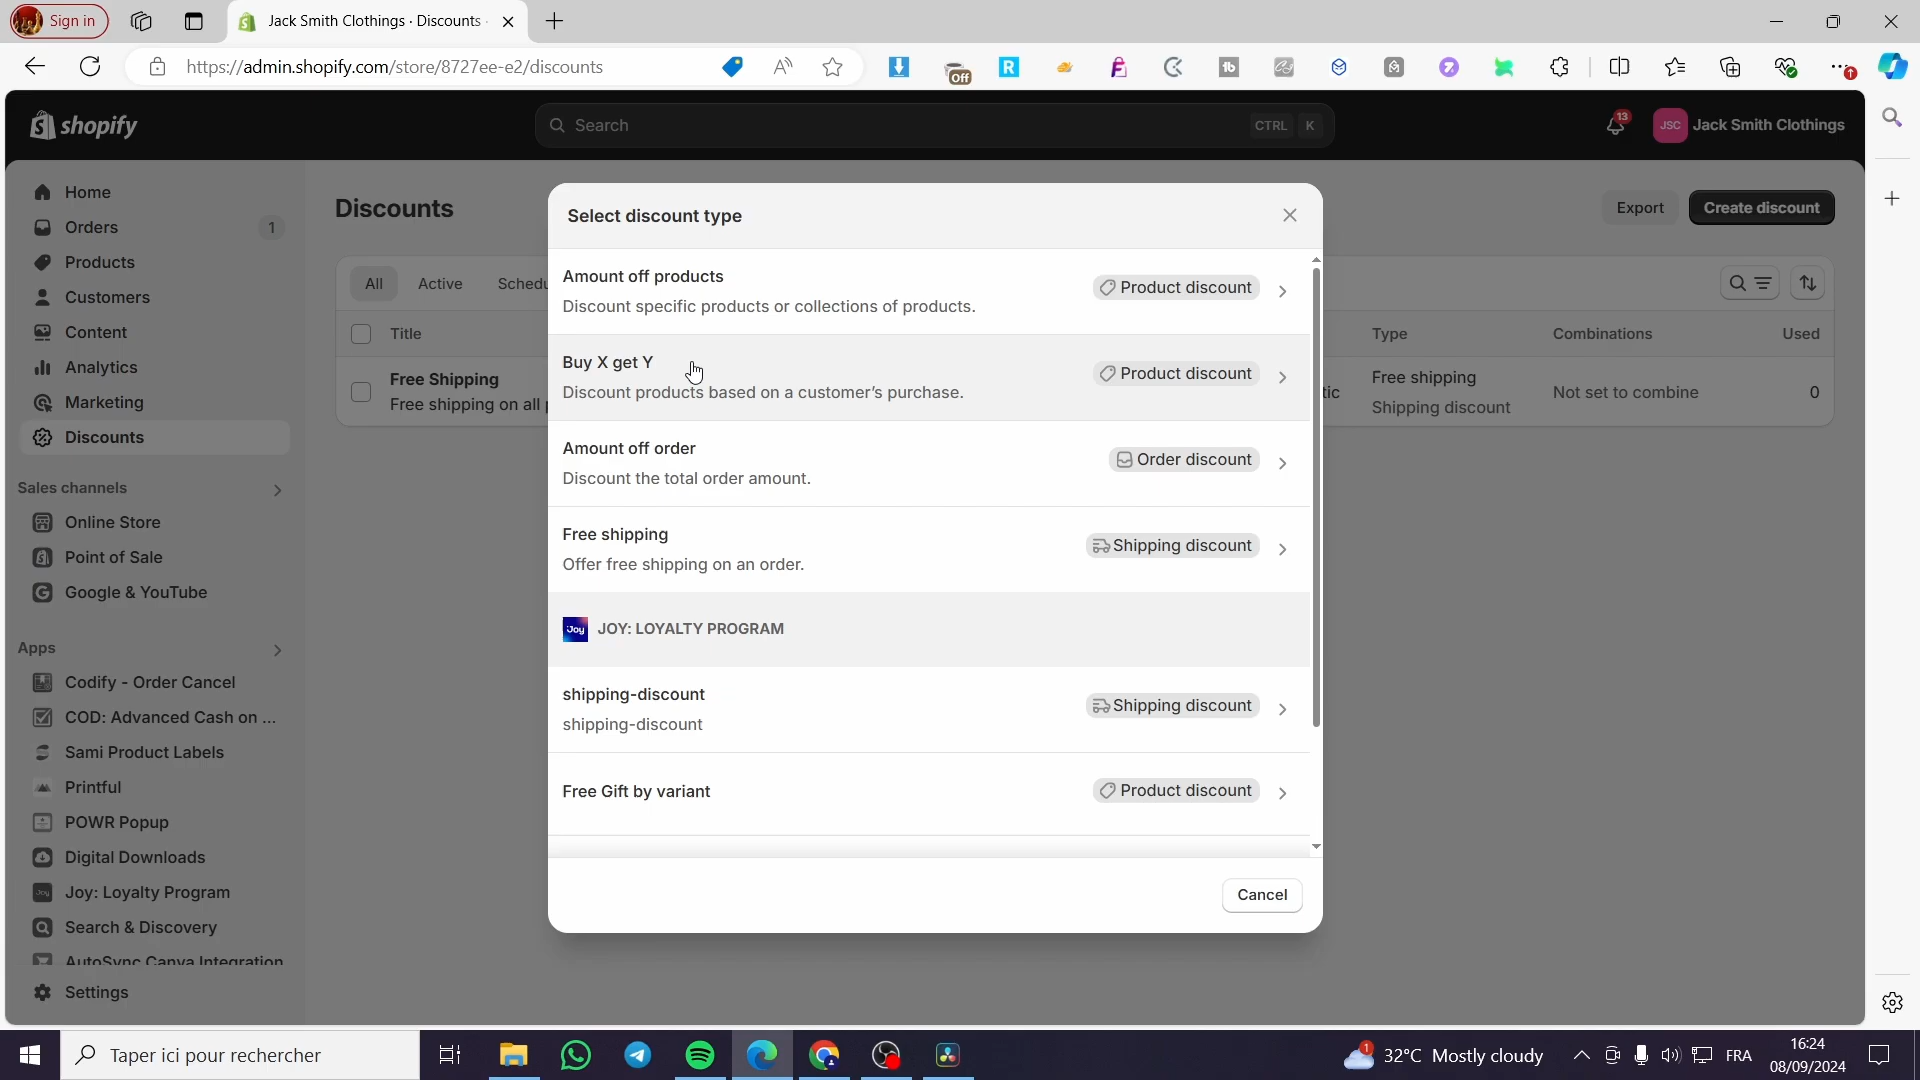 Sign in
Jack Smith Clothings · Discounts
https://admin.shopify.com/store/8727ee-e2/discounts
Off
shopify
Search
CTRL K
13
JSC
Jack Smith Clothings
Home
Orders
1
Products
Customers
Content
Analytics
Marketing
Discounts
Sales channels
Online Store
Point of Sale
Google & YouTube
Apps
Codify - Order Cancel
COD: Advanced Cash on ...
Sami Product Labels
Printful
POWR Popup
Digital Downloads
Joy: Loyalty Program
Search & Discovery
AutoSync Canva Integration
Settings
Discounts
Export
Create discount
All
Active
Schedu
Title
Type
Combinations
Used
Free Shipping
Free shipping on all p
tic
Free shipping
Shipping discount
Not set to combine
0
Select discount type
Amount off products
Discount specific products or collections of products.
Product discount
Buy X get Y
Discount products based on a customer's purchase.
Product discount
Amount off order
Discount the total order amount.
Order discount
Free shipping
Offer free shipping on an order.
Shipping discount
Joy
JOY: LOYALTY PROGRAM
shipping-discount
shipping-discount
Shipping discount
Free Gift by variant
Product discount
Cancel
Taper ici pour rechercher
1
32°C Mostly cloudy
FRA
16:24
08/09/2024